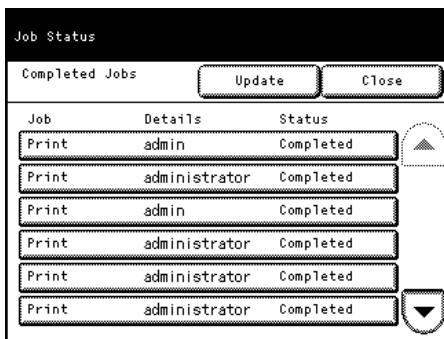 Job Status
Completed Jobs Update Close
Job Details Status
Print admin Completed
Print administrator Completed
Print admin Completed
Print administrator Completed
Print administrator Completed
Print administrator Completed